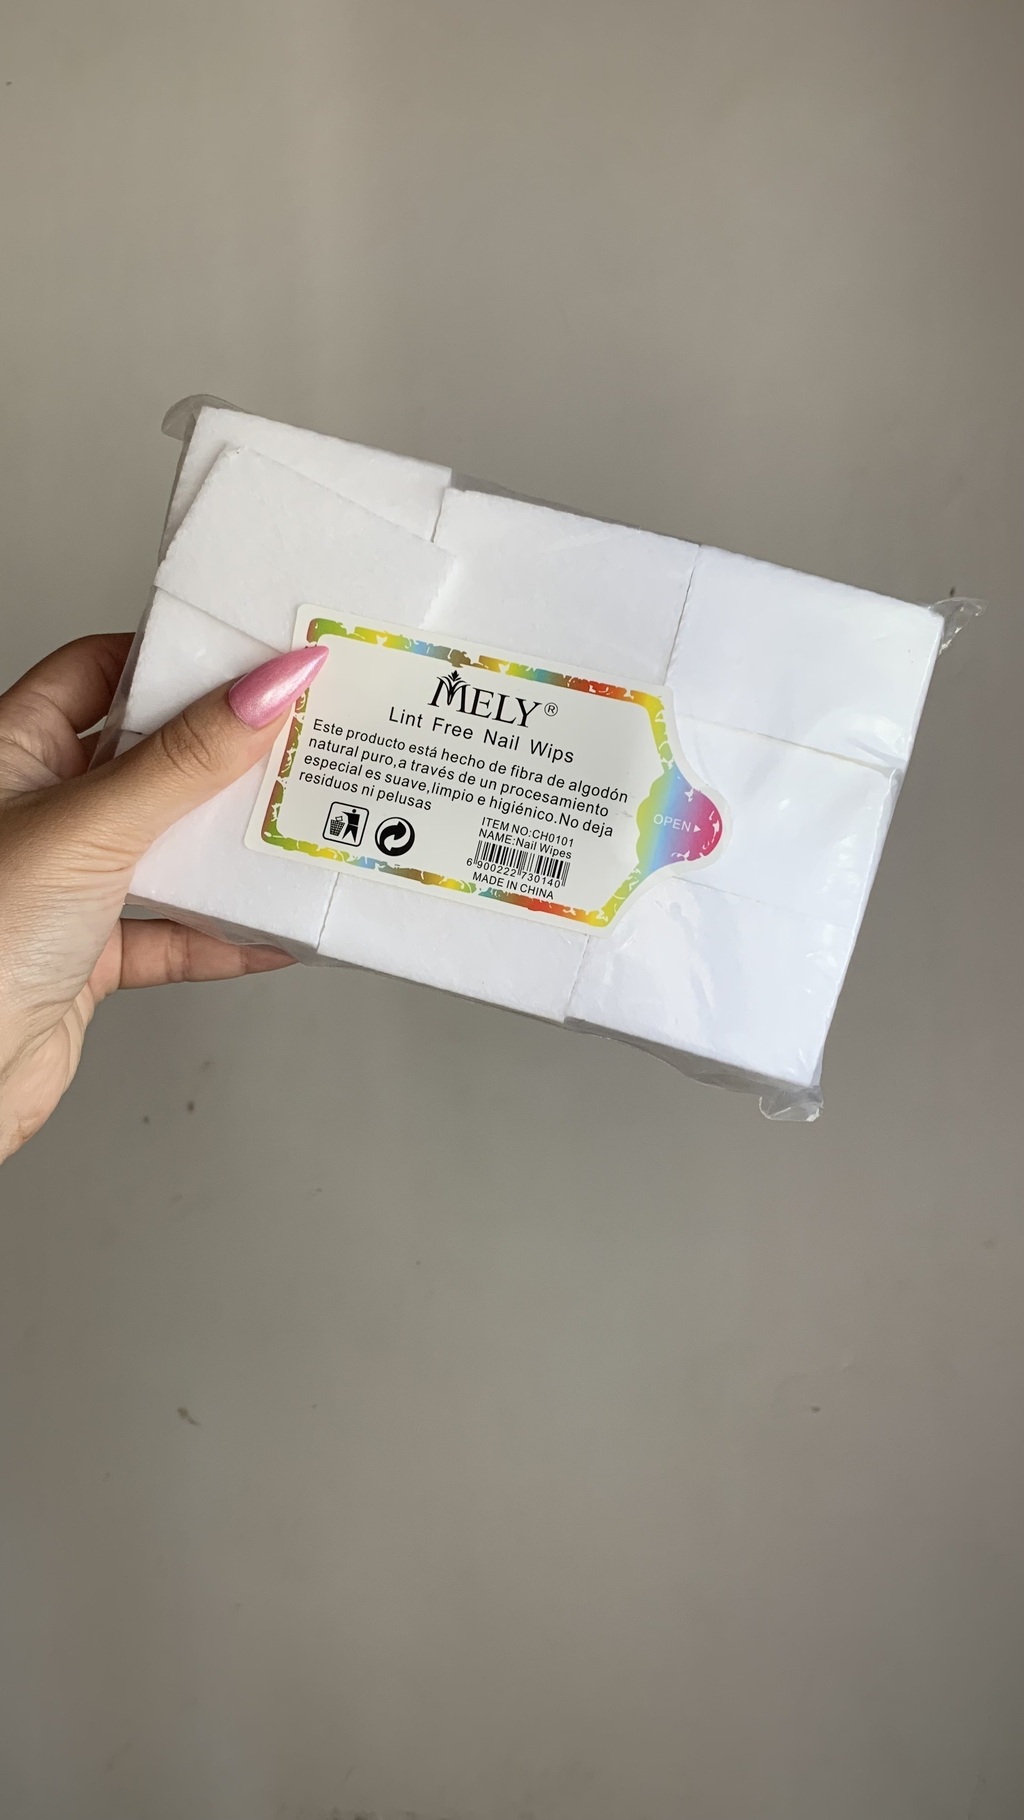 MELY®
Lint Free Nail Wips
Este producto está hecho de fibra de algodón
natural puro,a través de un procesamiento
especial es suave,limpio e higiénico.No deja
residuos ni pelusas
ITEM NO:CH0101
NAME:Nail Wipes
6 900222 730140
MADE IN CHINA
OPEN